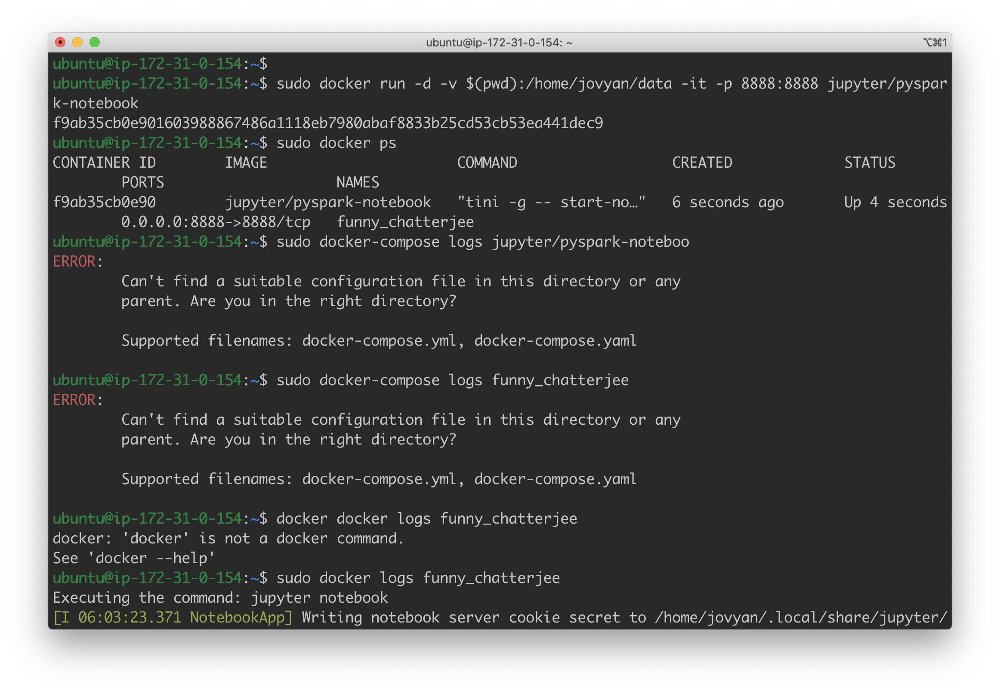 ubuntu@ip-172-31-0-154: ~ ⌥⌘1
ubuntu@ip-172-31-0-154:~$
ubuntu@ip-172-31-0-154:~$ sudo docker run -d -v $(pwd):/home/jovyan/data -it -p 8888:8888 jupyter/pyspar
k-notebook
f9ab35cb0e901603988867486a1118eb7980abaf8833b25cd53cb53ea441dec9
ubuntu@ip-172-31-0-154:~$ sudo docker ps
CONTAINER ID        IMAGE                      COMMAND                  CREATED             STATUS
        PORTS                    NAMES
f9ab35cb0e90        jupyter/pyspark-notebook   "tini -g -- start-no…"   6 seconds ago       Up 4 seconds
        0.0.0.0:8888->8888/tcp   funny_chatterjee
ubuntu@ip-172-31-0-154:~$ sudo docker-compose logs jupyter/pyspark-noteboo
ERROR:
        Can't find a suitable configuration file in this directory or any
        parent. Are you in the right directory?
        Supported filenames: docker-compose.yml, docker-compose.yaml
ubuntu@ip-172-31-0-154:~$ sudo docker-compose logs funny_chatterjee
ERROR:
        Can't find a suitable configuration file in this directory or any
        parent. Are you in the right directory?
        Supported filenames: docker-compose.yml, docker-compose.yaml
ubuntu@ip-172-31-0-154:~$ docker docker logs funny_chatterjee
docker: 'docker' is not a docker command.
See 'docker --help'
ubuntu@ip-172-31-0-154:~$ sudo docker logs funny_chatterjee
Executing the command: jupyter notebook
[I 06:03:23.371 NotebookApp] Writing notebook server cookie secret to /home/jovyan/.local/share/jupyter/